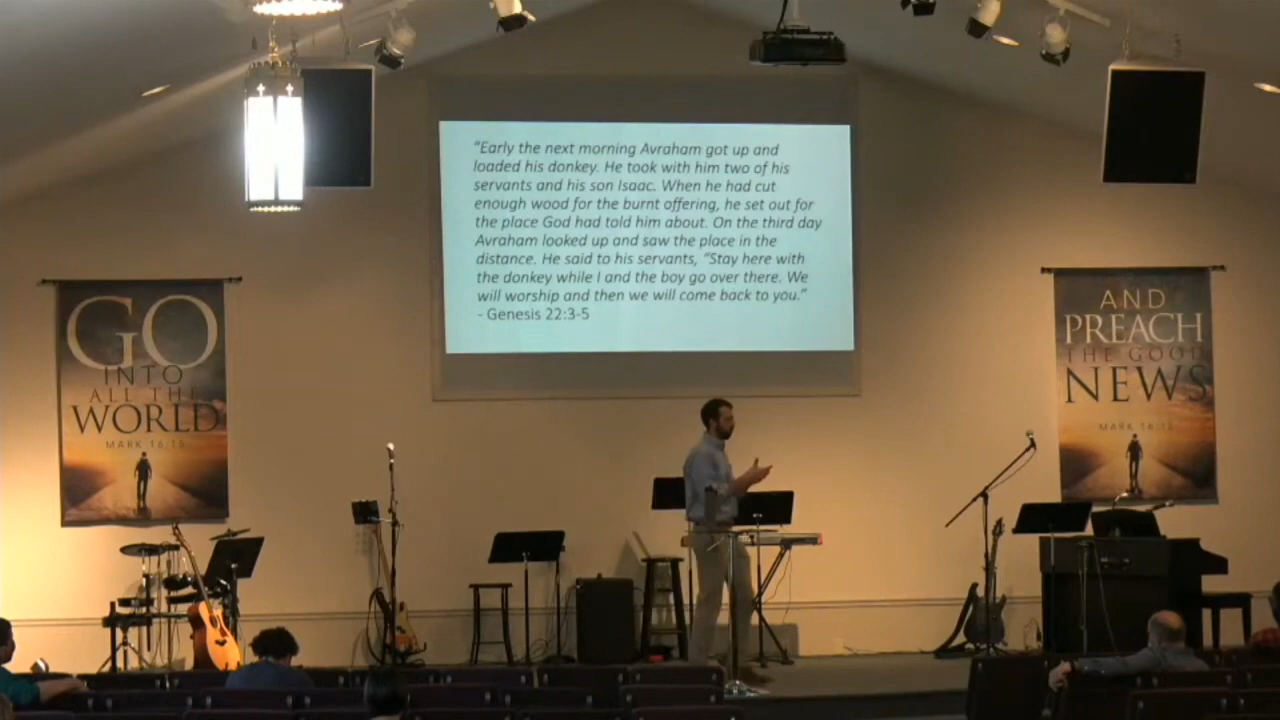 "Early the next morning Avraham got up and
loaded his donkey. He took with him two of his
servants and his son Isaac. When he had cut
enough wood for the burnt offering, he set out for
the place God had told him about. On the third day
Avraham looked up and saw the place in the
distance. He said to his servants, "Stay here with
the donkey while I and the boy go over there. We
will worship and then we will come back to you."
- Genesis 22:3-5
GO
INTO
ALL THE
WORLD
MARK 16:15
AND
PREACH
THE GOOD
NEWS
MARK 16:15